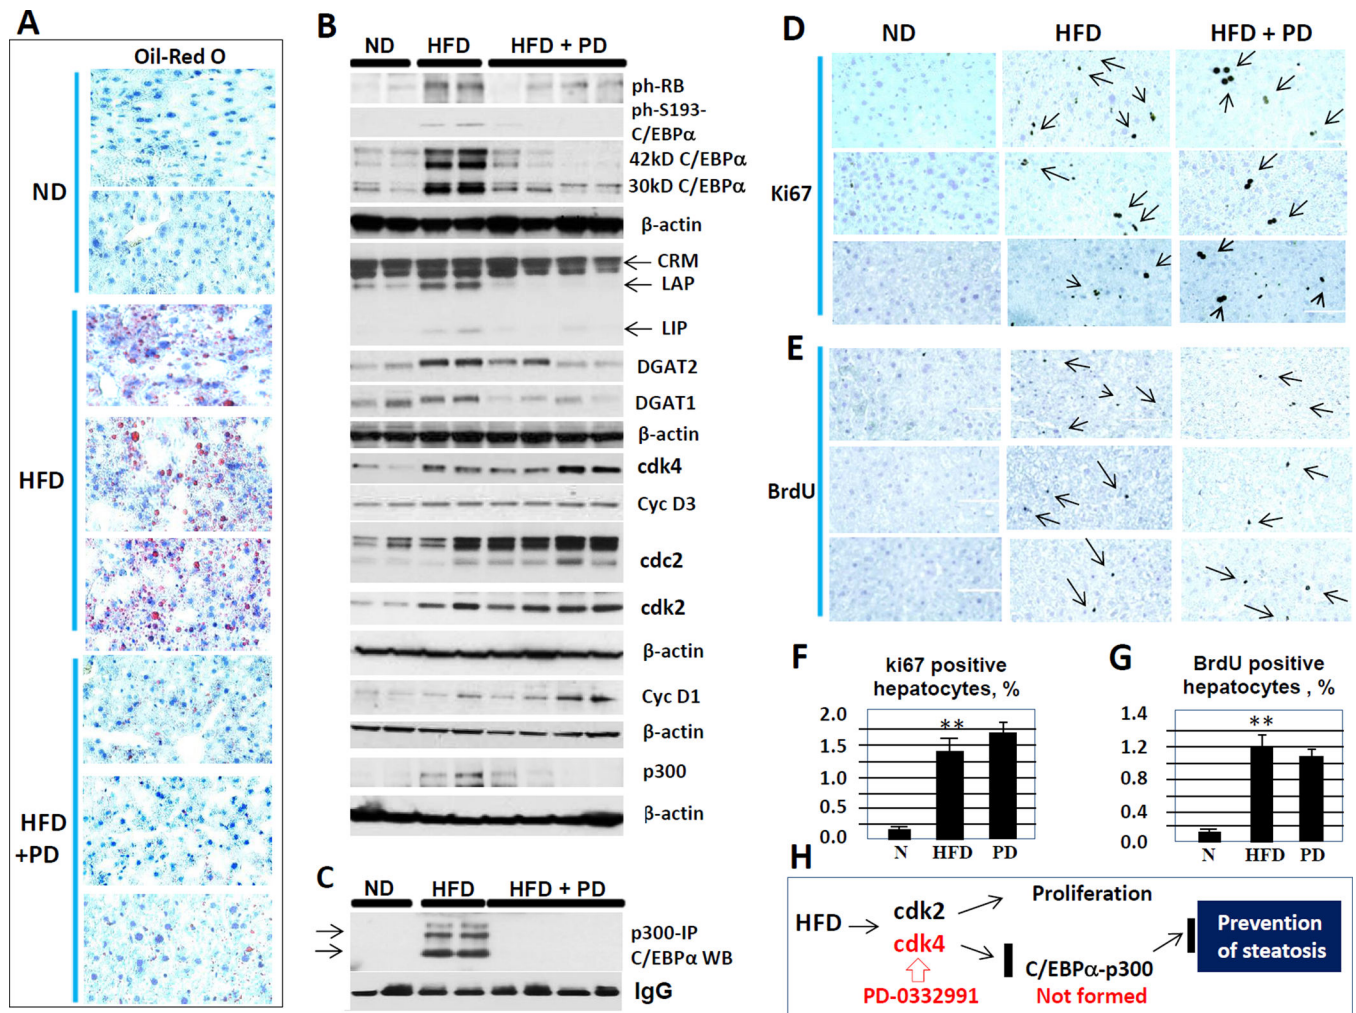 A
Oil-Red O
ND
HFD
HFD
+PD
B
ND HFD HFD + PD
ph-RB
ph-S193-
C/EBPα
42kD C/EBPα
30kD C/EBPα
β-actin
CRM
LAP
LIP
DGAT2
DGAT1
β-actin
cdk4
Cyc D3
cdc2
cdk2
β-actin
Cyc D1
β-actin
p300
β-actin
C
ND HFD HFD + PD
p300-IP
C/EBPα WB
IgG
D
ND HFD HFD + PD
Ki67
E
BrdU
F
ki67 positive
hepatocytes, %
2.0
1.5
1.0
0.5
0.0
N HFD PD
G
BrdU positive
hepatocytes , %
1.4
1.2
0.8
0.4
0.0
N HFD PD
H
HFD
cdk2
cdk4
PD-0332991
Proliferation
C/EBPα-p300
Not formed
Prevention
of steatosis